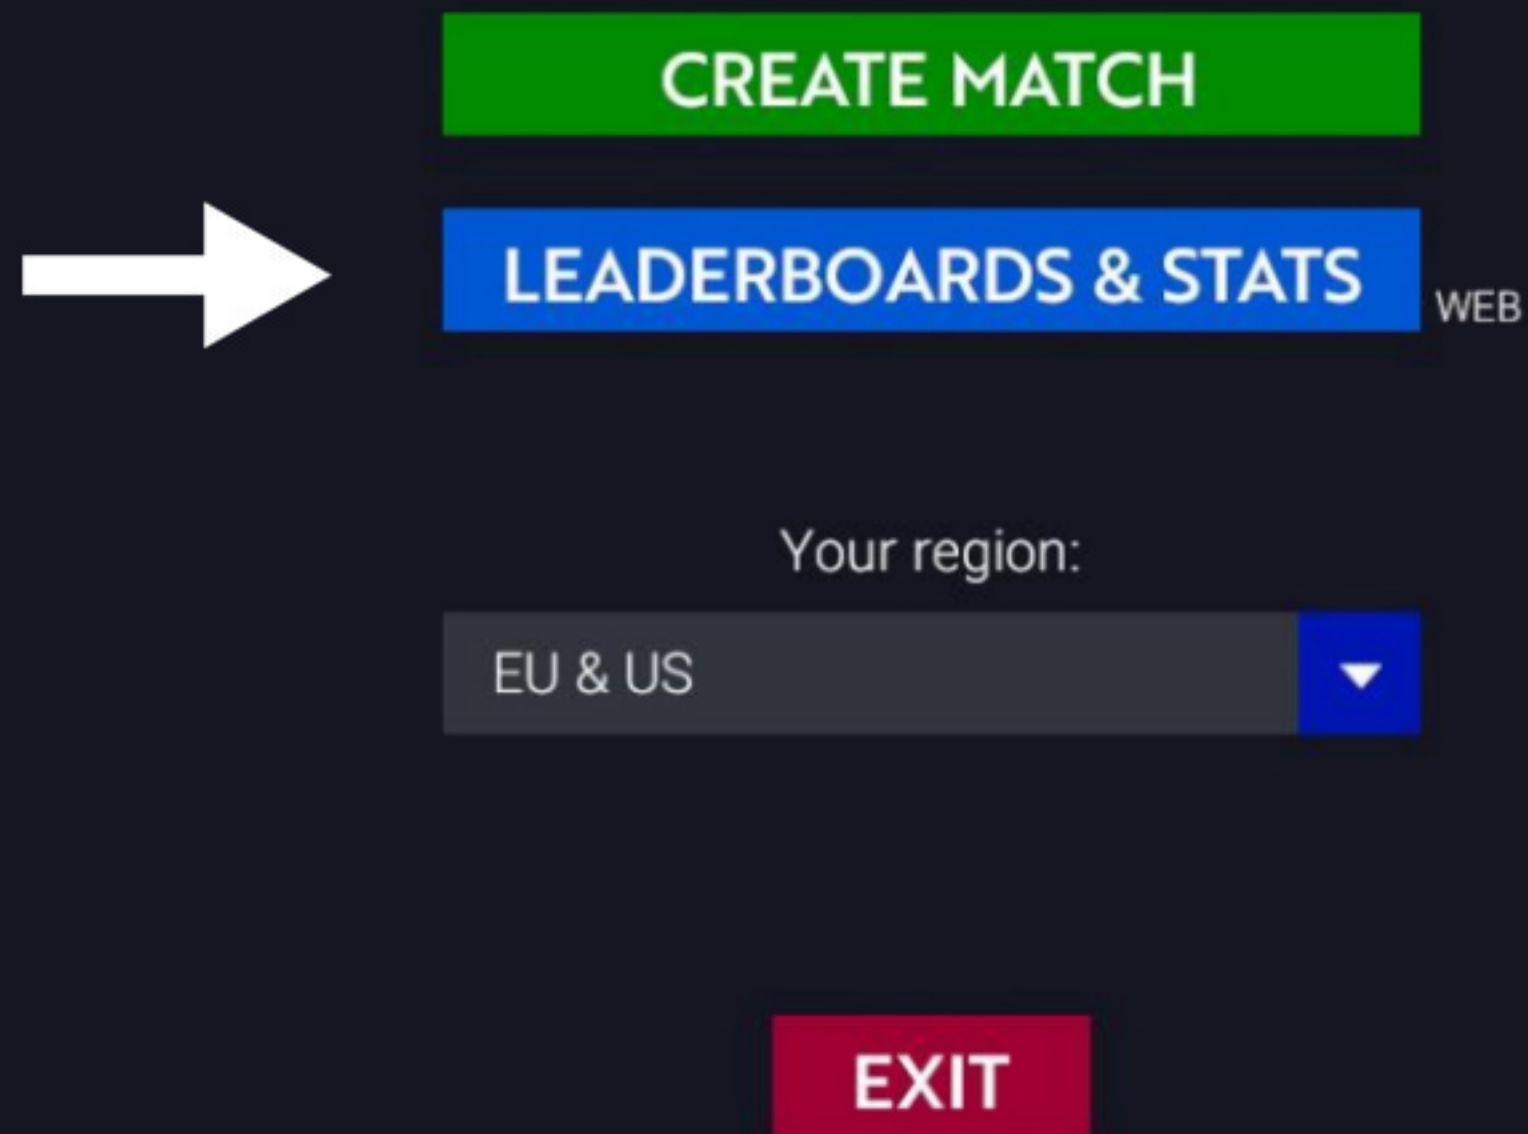 CREATE MATCH
LEADERBOARDS & STATS
WEB
Your region:
EU & US
EXIT